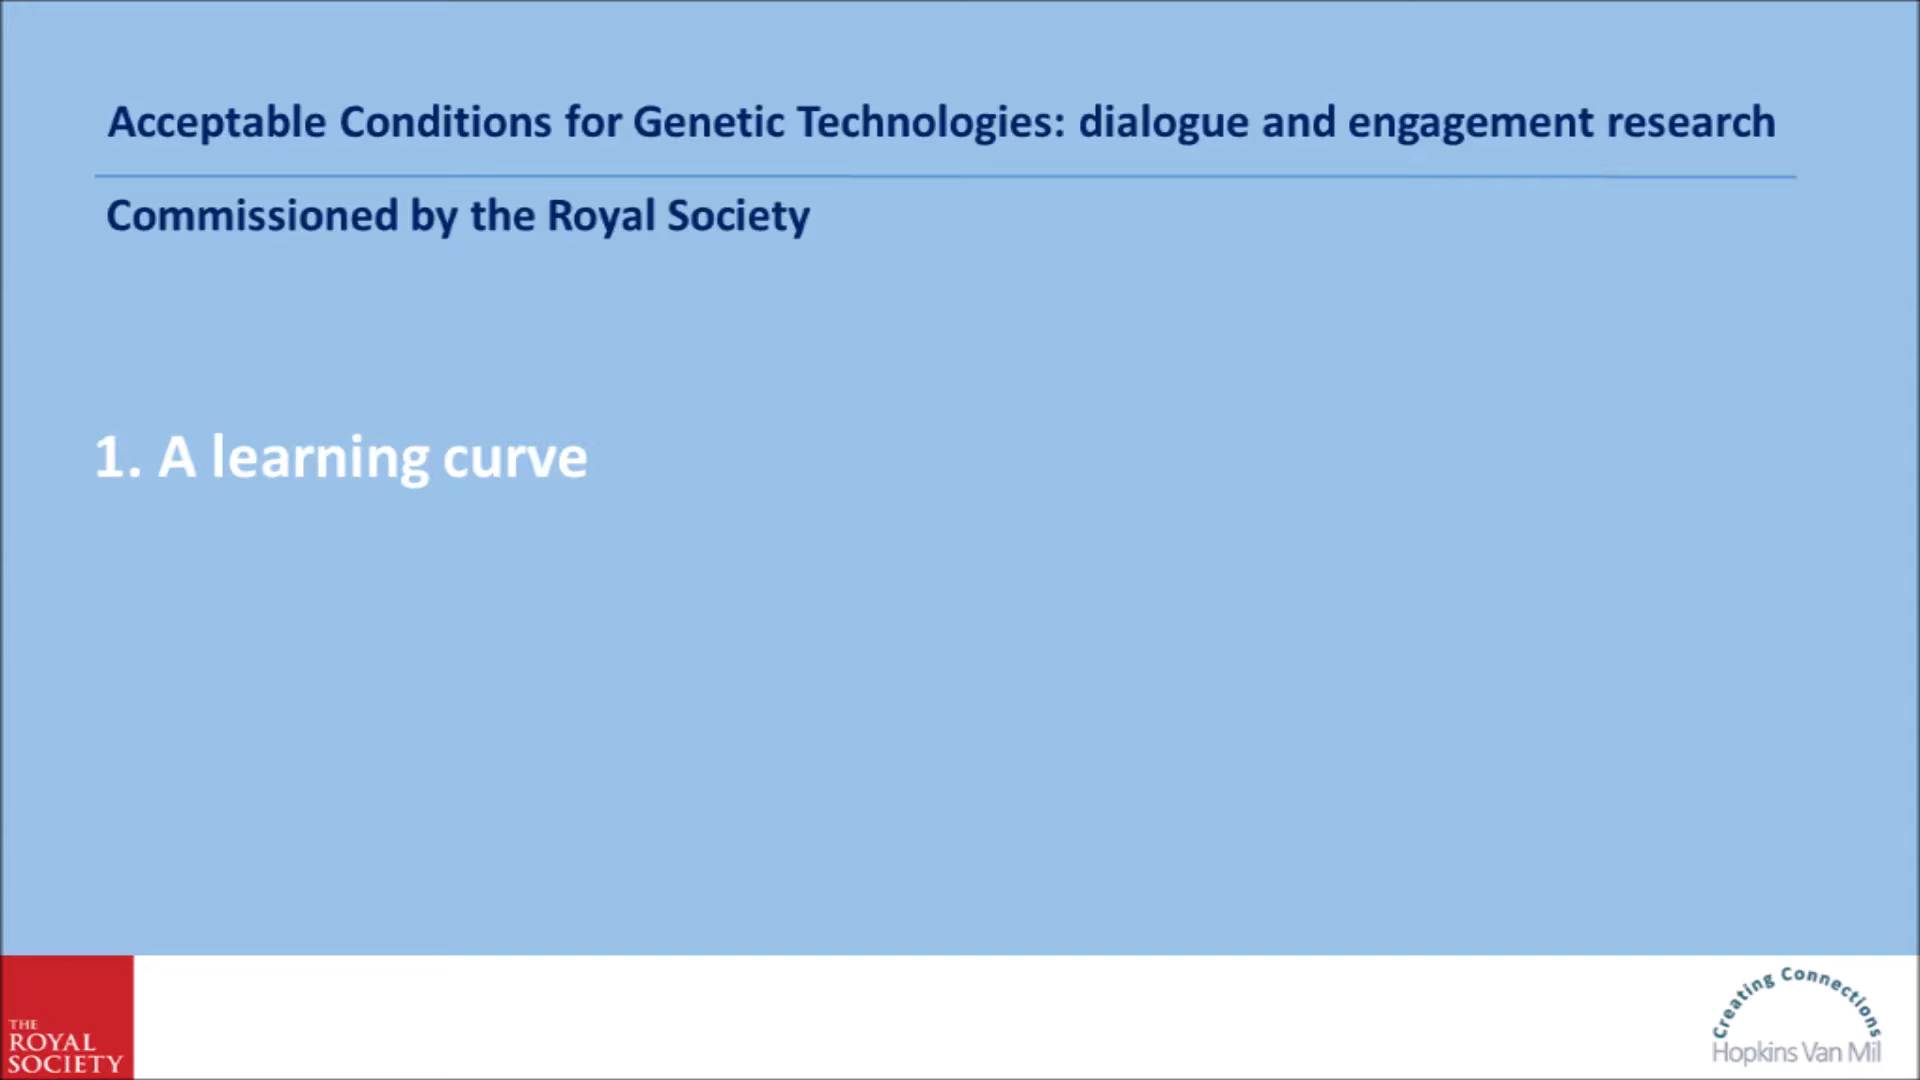 Acceptable Conditions for Genetic Technologies: dialogue and engagement research
Commissioned by the Royal Society
1. A learning curve
THE
ROYAL
SOCIETY
Creating Connections
Hopkins Van Mil